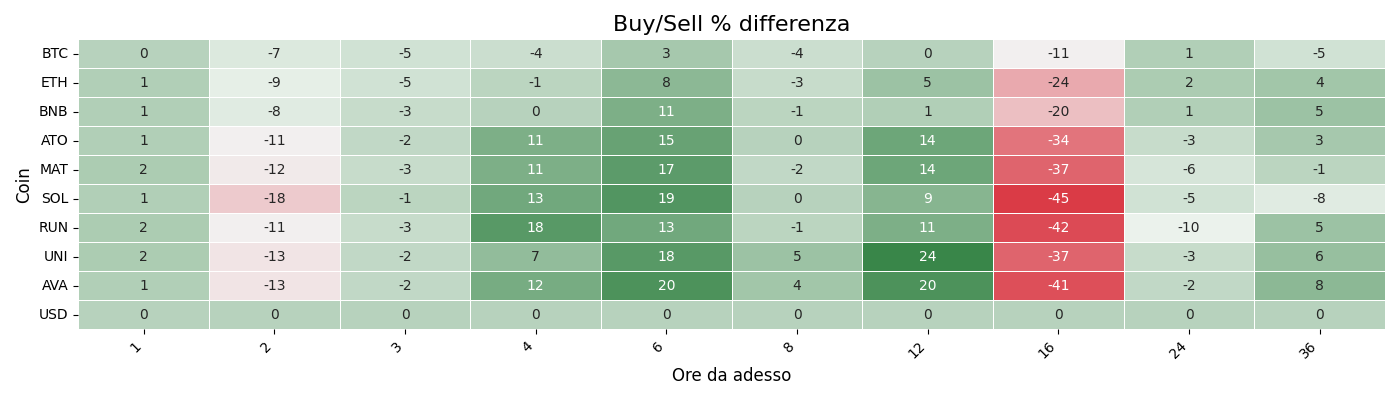 Buy/Sell % differenza
Coin
BTC 0 -7 -5 -4 3 -4 0 -11 1 -5
ETH 1 -9 -5 -1 8 -3 5 -24 2 4
BNB 1 -8 -3 0 11 -1 1 -20 1 5
ATO 1 -11 -2 11 15 0 14 -34 -3 3
MAT 2 -12 -3 11 17 -2 14 -37 -6 -1
SOL 1 -18 -1 13 19 0 9 -45 -5 -8
RUN 2 -11 -3 18 13 -1 11 -42 -10 5
UNI 2 -13 -2 7 18 5 24 -37 -3 6
AVA 1 -13 -2 12 20 4 20 -41 -2 8
USD 0 0 0 0 0 0 0 0 0 0
1 2 3 4 6 8 12 16 24 36
Ore da adesso